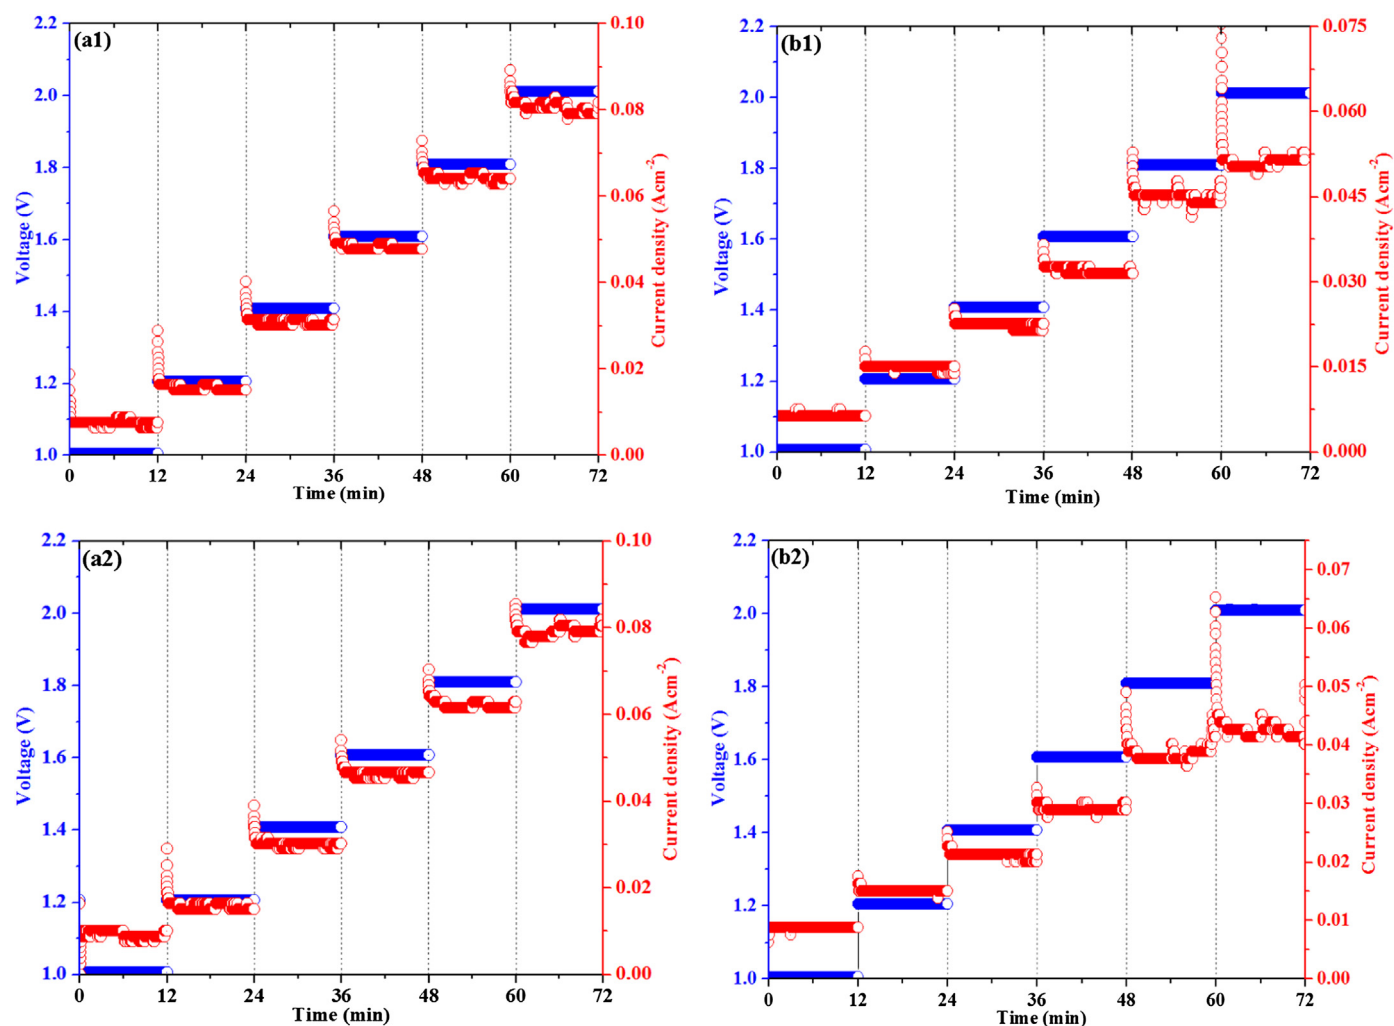 (a1)
2.2
2.0
1.8
1.6
1.4
1.2
1.0
Voltage (V)
0.10
0.08
0.06
0.04
0.02
0.00
Current density (Acm-2)
0 12 24 36 48 60 72
Time (min)
(b1)
2.2
2.0
1.8
1.6
1.4
1.2
1.0
Voltage (V)
0.075
0.060
0.045
0.030
0.015
0.000
Current density (Acm-2)
0 12 24 36 48 60 72
Time (min)
(a2)
2.2
2.0
1.8
1.6
1.4
1.2
1.0
Voltage (V)
0.10
0.08
0.06
0.04
0.02
0.00
Current density (Acm-2)
0 12 24 36 48 60 72
Time (min)
(b2)
2.2
2.0
1.8
1.6
1.4
1.2
1.0
Voltage (V)
0.07
0.06
0.05
0.04
0.03
0.02
0.01
0.00
Current density (Acm-2)
0 12 24 36 48 60 72
Time (min)